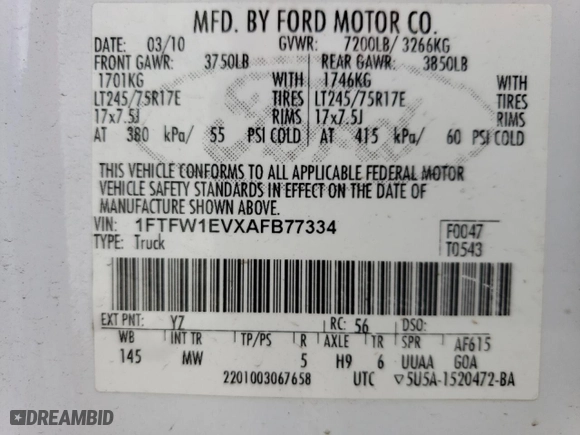 MFD. BY FORD MOTOR CO.
DATE: 03/10 GVWR: 7200LB/3266KG
FRONT GAWR: 3750LB REAR GAWR: 3850LB
1701KG WITH 1746KG WITH
LT245/75R17E TIRES LT245/75R17E TIRES
17x7.5J RIMS 17x7.5J RIMS
AT 380 kPa/ 55 PSI COLD AT 415 kPa/ 60 PSI COLD
THIS VEHICLE CONFORMS TO ALL APPLICABLE FEDERAL MOTOR
VEHICLE SAFETY STANDARDS IN EFFECT ON THE DATE OF
MANUFACTURE SHOWN ABOVE.
VIN: 1FTFW1EVXAFB77334 F0047
TYPE: Truck T0543
EXT PNT: YZ RC: 56 DSO:
WB INT TR TP/PS R AXLE TR SPR AF615
145 MW 5 H9 6 UUAA GOA
2201003067658 UTC ▽5U5A-1520472-BA
DREAMBID